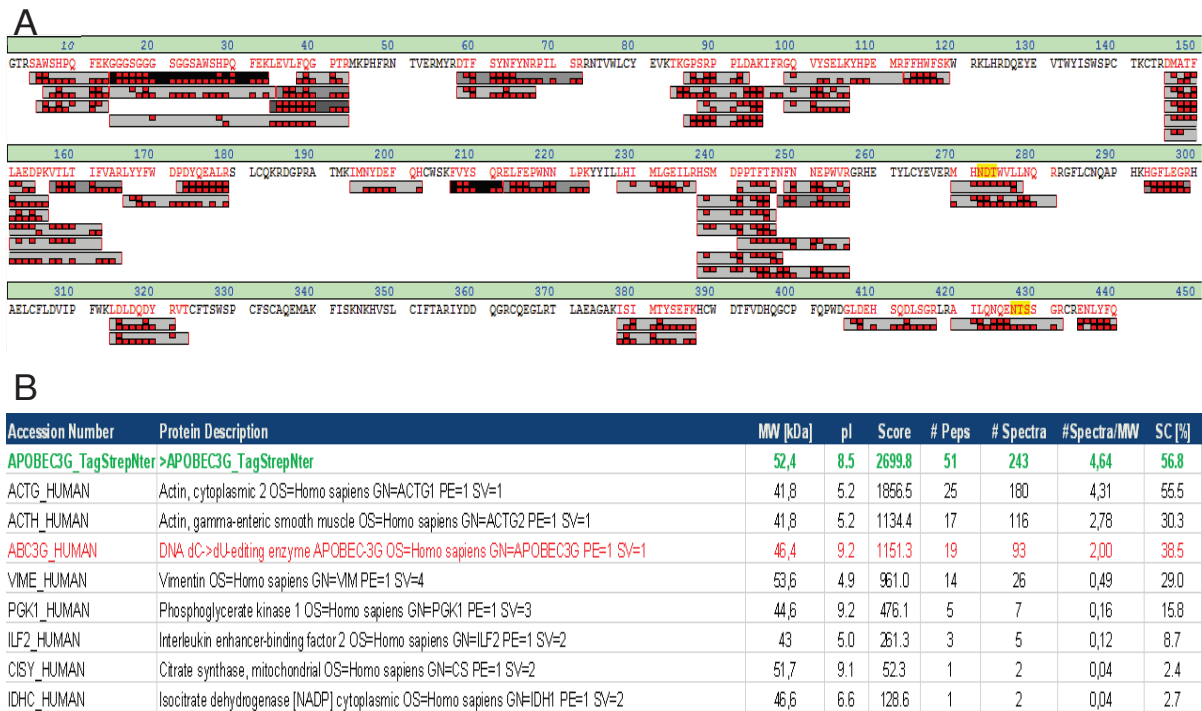 A
10 20 30 40 50 60 70 80 90 100 110 120 130 140 150
GTRSAWSHPQ FEKGGGSGGG SGGSAWSHPQ FEKLEVLFQG PTRMKPHFRN TVERMYRDTF SYNFYNRPIL SRRNTVWLCY EVKTKGPSRP PLDAKIFRGQ VYSELKYHPE MRFFHWFSKW RKLHRDQEYE VTWYISWSPC TKCTRDMATF
160 170 180 190 200 210 220 230 240 250 260 270 280 290 300
LAEDPKVTLT IFVARLYYFW DPDYQEALRS LCQKRDGPRA TMKIMNYDEF QHCWSKFVYS QRELFEPWNN LPKYYILLHI MLGEILRHSM DPPTFTFNFN NEPWVRGRHE TYLCYEVERM HNDTWVLLNQ RRGFLCNQAP HKHGFLEGRH
310 320 330 340 350 360 370 380 390 400 410 420 430 440 450
AELCFLDVIP FWKLDLDQDY RVTCFTSWSP CFSCAQEMAK FISKNKHVSL CIFTARIYDD QGRCQEGLRT LAEAGAKISI MTYSEFKHCW DTFVDHQGCP FQPWDGLDEH SQDLSGRLRA ILQNQENTSS GRCRENLYFQ
B
Accession Number Protein Description MW [kDa] pI Score # Peps # Spectra #Spectra/MW SC [%]
APOBEC3G_TagStrepNter >APOBEC3G_TagStrepNter 52,4 8.5 2699.8 51 243 4,64 56.8
ACTG_HUMAN Actin, cytoplasmic 2 OS=Homo sapiens GN=ACTG1 PE=1 SV=1 41,8 5.2 1856.5 25 180 4,31 55.5
ACTH_HUMAN Actin, gamma-enteric smooth muscle OS=Homo sapiens GN=ACTG2 PE=1 SV=1 41,8 5.2 1134.4 17 116 2,78 30.3
ABC3G_HUMAN DNA dC->dU-editing enzyme APOBEC-3G OS=Homo sapiens GN=APOBEC3G PE=1 SV=1 46,4 9.2 1151.3 19 93 2,00 38.5
VIME_HUMAN Vimentin OS=Homo sapiens GN=VIM PE=1 SV=4 53,6 4.9 961.0 14 26 0,49 29.0
PGK1_HUMAN Phosphoglycerate kinase 1 OS=Homo sapiens GN=PGK1 PE=1 SV=3 44,6 9.2 476.1 5 7 0,16 15.8
ILF2_HUMAN Interleukin enhancer-binding factor 2 OS=Homo sapiens GN=ILF2 PE=1 SV=2 43 5.0 261.3 3 5 0,12 8.7
CISY_HUMAN Citrate synthase, mitochondrial OS=Homo sapiens GN=CS PE=1 SV=2 51,7 9.1 52.3 1 2 0,04 2.4
IDHC_HUMAN Isocitrate dehydrogenase [NADP] cytoplasmic OS=Homo sapiens GN=IDH1 PE=1 SV=2 46,6 6.6 128.6 1 2 0,04 2.7